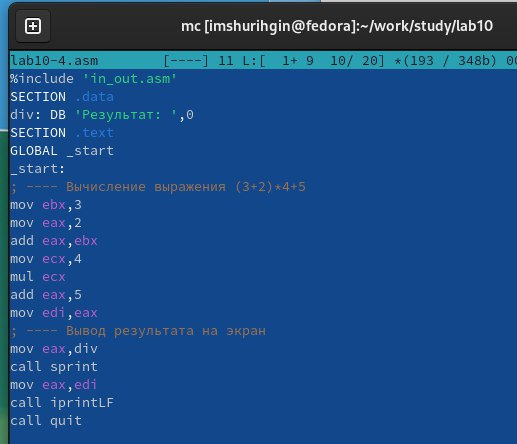 mc [imshurihgin@fedora]:~/work/study/lab10
lab10-4.asm [----] 11 L:[ 1+ 9 10/ 20] *(193 / 348b)
%include 'in_out.asm'
SECTION .data
div: DB 'Результат: ',0
SECTION .text
GLOBAL _start
_start:
; ---- Вычисление выражения (3+2)*4+5
mov ebx,3
mov eax,2
add eax,ebx
mov ecx,4
mul ecx
add eax,5
mov edi,eax
; ---- Вывод результата на экран
mov eax,div
call sprint
mov eax,edi
call iprintLF
call quit